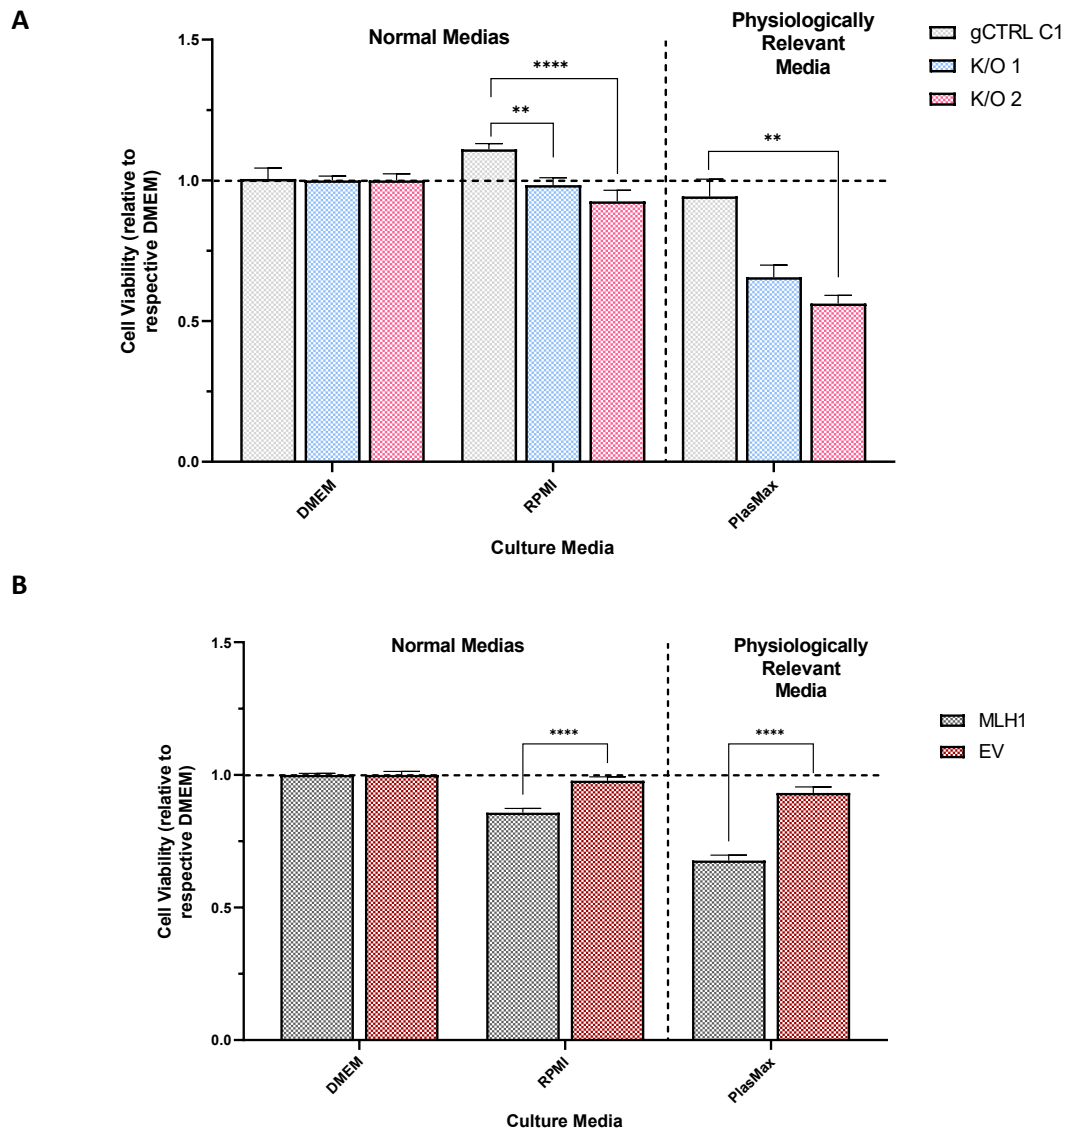 A
Normal Medias
Physiologically
Relevant
Media
gCTRL C1
K/O 1
K/O 2
1.5
1.0
0.5
0.0
Cell Viability (relative to
respective DMEM)
****
**
**
DMEM
RPMI
PlasMax
Culture Media
B
Normal Medias
Physiologically
Relevant
Media
MLH1
EV
1.5
1.0
0.5
0.0
Cell Viability (relative to
respective DMEM)
****
****
DMEM
RPMI
PlasMax
Culture Media